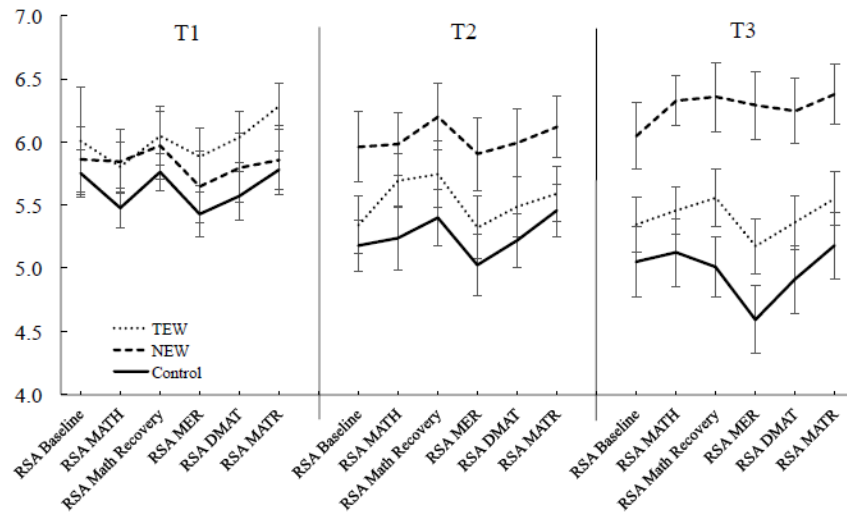 7.0
6.5
6.0
5.5
5.0
4.5
4.0
T1
T2
T3
TEW
NEW
Control
RSA Baseline
RSA MATH
RSA Math Recovery
RSA MER
RSA DMAT
RSA MATR
RSA Baseline
RSA MATH
RSA Math Recovery
RSA MER
RSA DMAT
RSA MATR
RSA Baseline
RSA MATH
RSA Math Recovery
RSA MER
RSA DMAT
RSA MATR